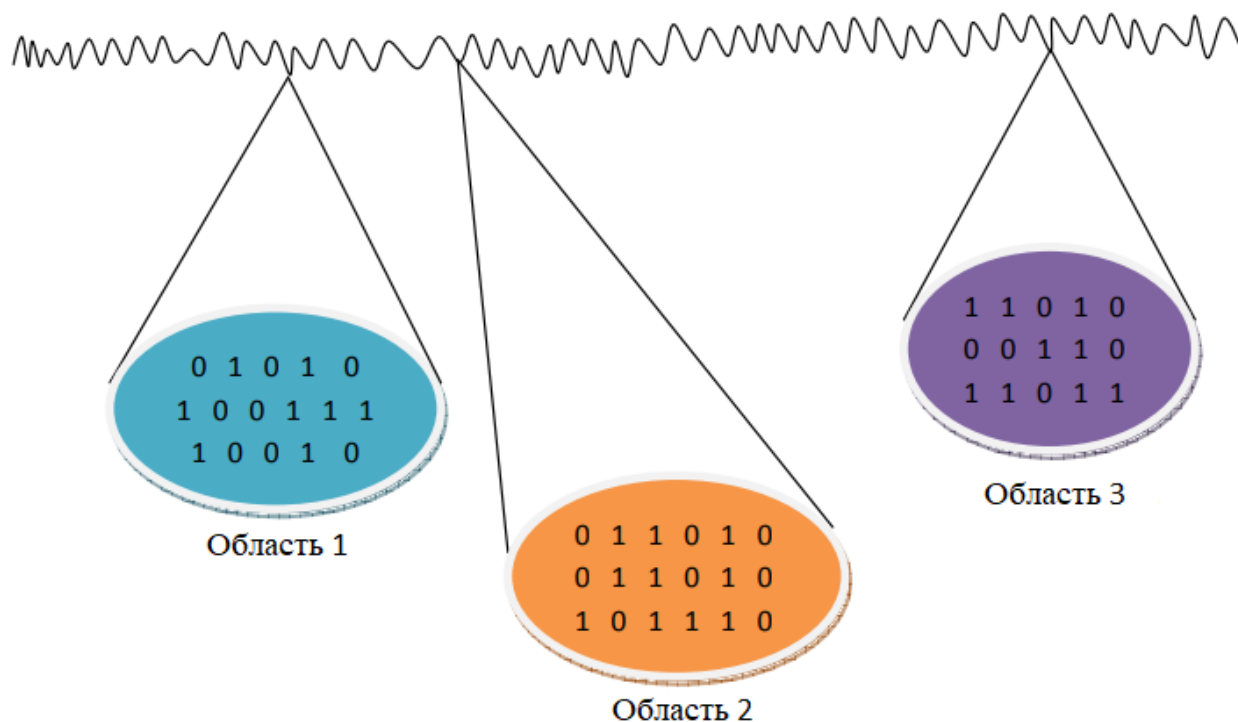 0 1 0 1 0
1 0 0 1 1 1
1 0 0 1 0
Область 1
0 1 1 0 1 0
0 1 1 0 1 0
1 0 1 1 1 0
Область 2
1 1 0 1 0
0 0 1 1 0
1 1 0 1 1
Область 3